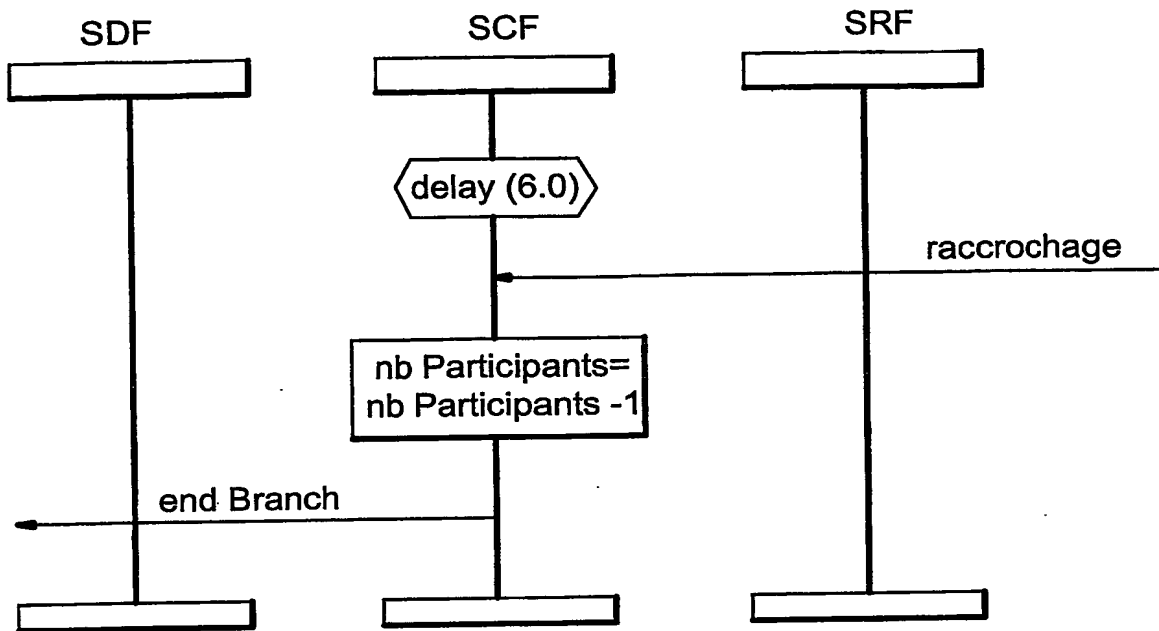 SDF
SCF
SRF
delay (6.0)
raccrochage
nb Participants=
nb Participants -1
end Branch